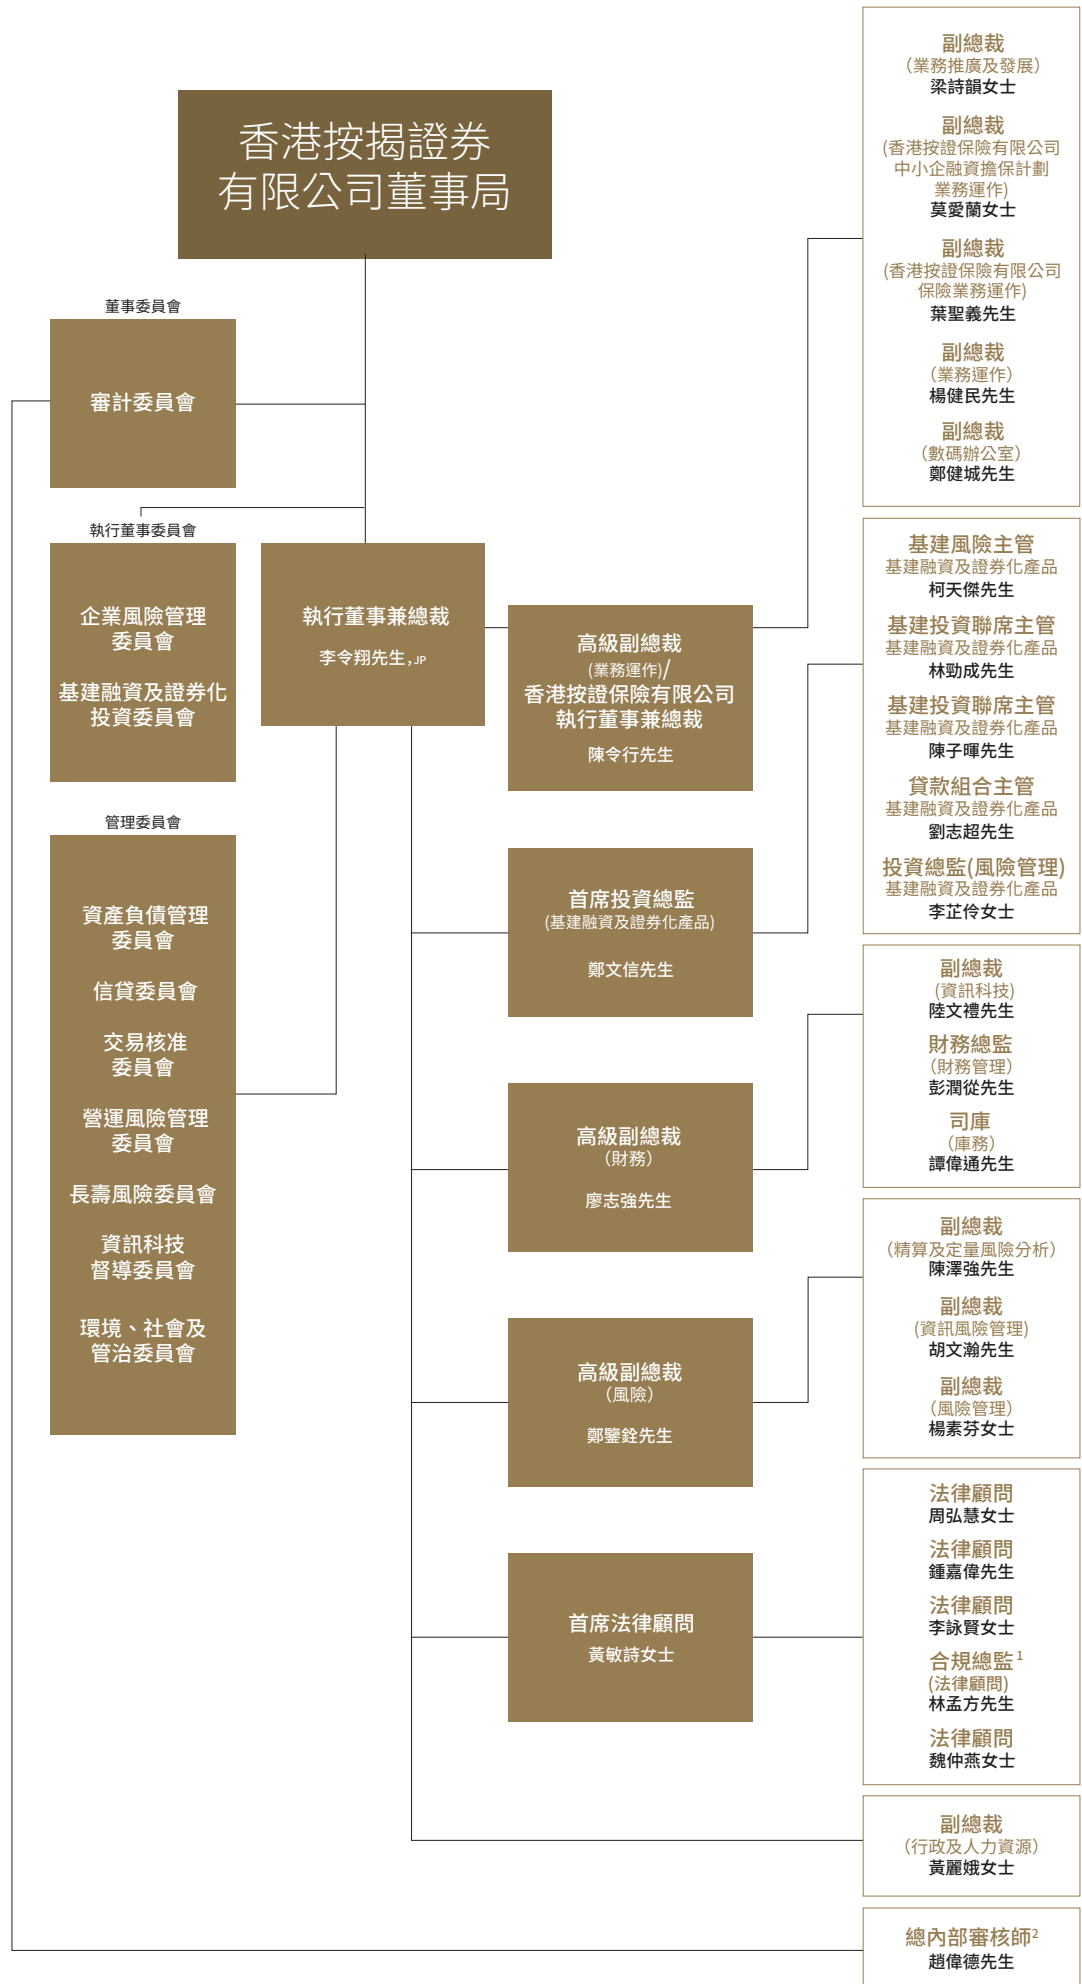 香港按揭證券
有限公司董事局
董事委員會
審計委員會
執行董事委員會
企業風險管理
委員會
基建融資及證券化
投資委員會
管理委員會
資產負債管理
委員會
信貸委員會
交易核准
委員會
營運風險管理
委員會
長壽風險委員會
資訊科技
督導委員會
環境、社會及
管治委員會
執行董事兼總裁
李令翔先生,JP
高級副總裁
(業務運作)/
香港按證保險有限公司
執行董事兼總裁
陳令行先生
首席投資總監
(基建融資及證券化產品)
鄭文信先生
高級副總裁
（財務）
廖志強先生
高級副總裁
（風險）
鄭鑒銓先生
首席法律顧問
黃敏詩女士
副總裁
（業務推廣及發展）
梁詩韻女士
副總裁
(香港按證保險有限公司
中小企融資擔保計劃
業務運作)
莫愛蘭女士
副總裁
(香港按證保險有限公司
保險業務運作)
葉聖義先生
副總裁
（業務運作）
楊健民先生
副總裁
（數碼辦公室）
鄭健城先生
基建風險主管
基建融資及證券化產品
柯天傑先生
基建投資聯席主管
基建融資及證券化產品
林勁成先生
基建投資聯席主管
基建融資及證券化產品
陳子暉先生
貸款組合主管
基建融資及證券化產品
劉志超先生
投資總監(風險管理)
基建融資及證券化產品
李芷伶女士
副總裁
(資訊科技)
陸文禮先生
財務總監
（財務管理）
彭潤從先生
司庫
（庫務）
譚偉通先生
副總裁
（精算及定量風險分析）
陳澤強先生
副總裁
(資訊風險管理)
胡文瀚先生
副總裁
（風險管理）
楊素芬女士
法律顧問
周弘慧女士
法律顧問
鍾嘉偉先生
法律顧問
李詠賢女士
合規總監1
(法律顧問)
林孟方先生
法律顧問
魏仲燕女士
副總裁
（行政及人力資源）
黃麗娥女士
總內部審核師2
趙偉德先生